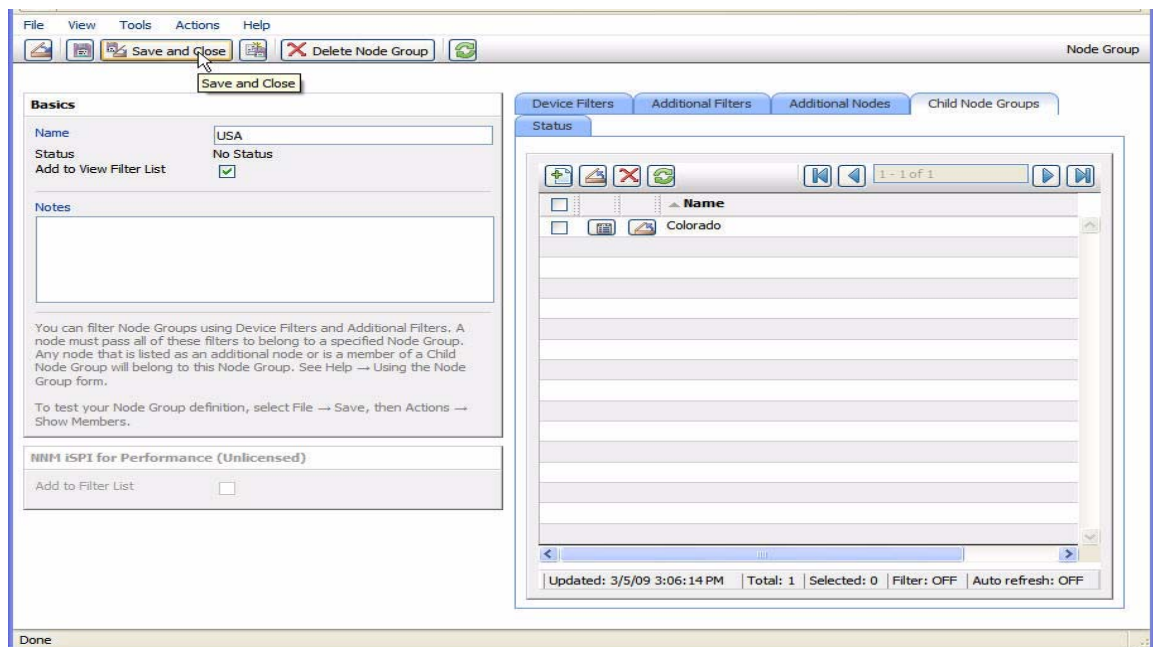 File View Tools Actions Help
Save and Close Delete Node Group Node Group
Save and Close
Basics
Name USA
Status No Status
Add to View Filter List
Notes
You can filter Node Groups using Device Filters and Additional Filters. A
node must pass all of these filters to belong to a specified Node Group.
Any node that is listed as an additional node or is a member of a Child
Node Group will belong to this Node Group. See Help → Using the Node
Group form.
To test your Node Group definition, select File → Save, then Actions →
Show Members.
NNM iSPI for Performance (Unlicensed)
Add to Filter List
Device Filters Additional Filters Additional Nodes Child Node Groups
Status
1 - 1 of 1
Name
Colorado
Updated: 3/5/09 3:06:14 PM Total: 1 Selected: 0 Filter: OFF Auto refresh: OFF
Done